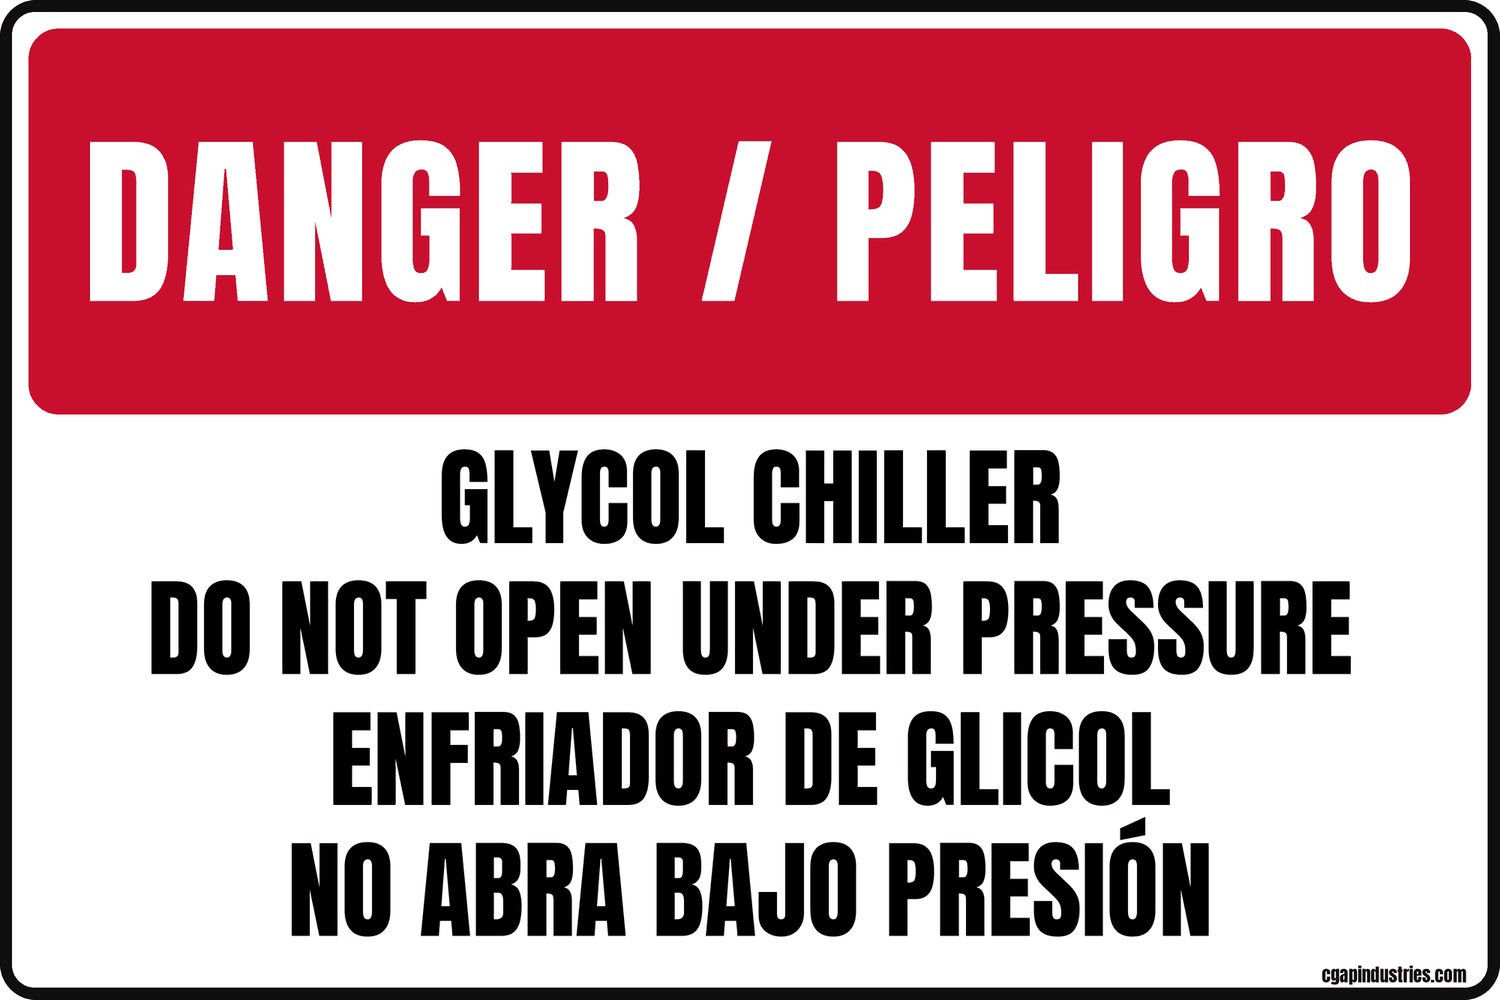 DANGER / PELIGRO
GLYCOL CHILLER
DO NOT OPEN UNDER PRESSURE
ENFRIADOR DE GLICOL
NO ABRA BAJO PRESIÓN
cgapindustries.com